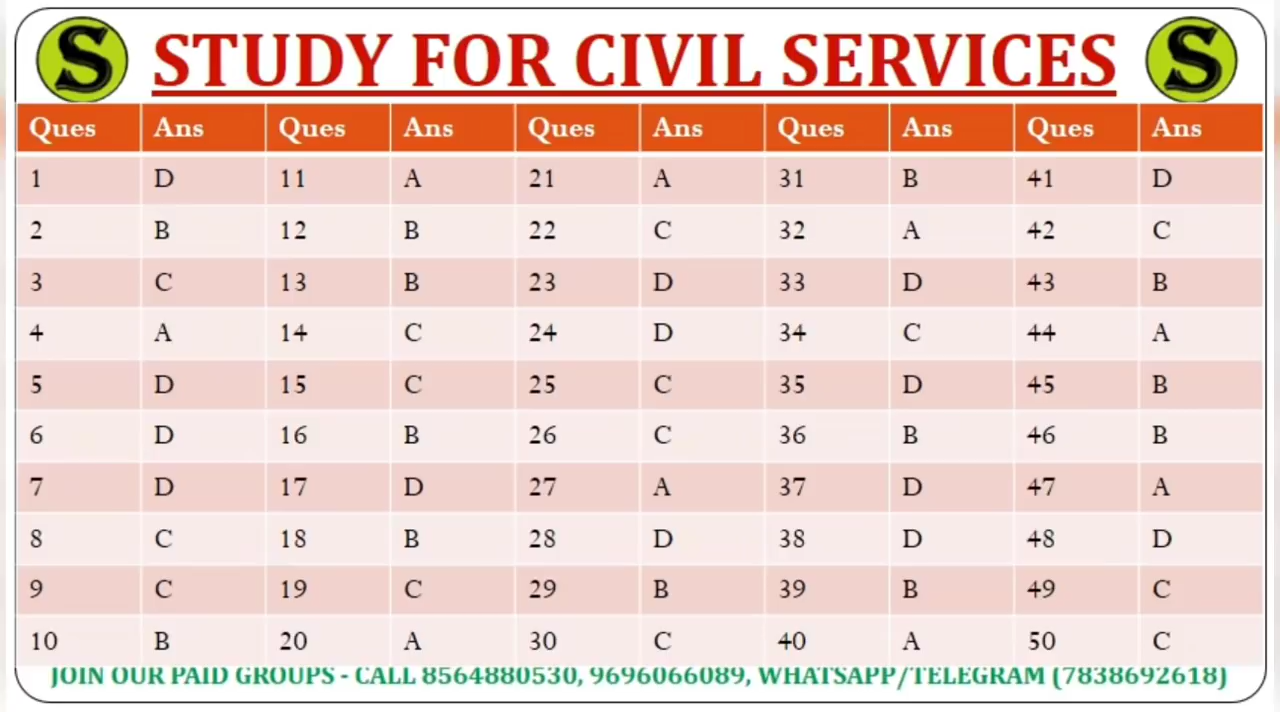 S STUDY FOR CIVIL SERVICES S
Ques Ans Ques Ans Ques Ans Ques Ans Ques Ans
1 D 11 A 21 A 31 B 41 D
2 B 12 B 22 C 32 A 42 C
3 C 13 B 23 D 33 D 43 B
4 A 14 C 24 D 34 C 44 A
5 D 15 C 25 C 35 D 45 B
6 D 16 B 26 C 36 B 46 B
7 D 17 D 27 A 37 D 47 A
8 C 18 B 28 D 38 D 48 D
9 C 19 C 29 B 39 B 49 C
10 B 20 A 30 C 40 A 50 C
JOIN OUR PAID GROUPS - CALL 8564880530, 9696066089, WHATSAPP/TELEGRAM (7838692618)